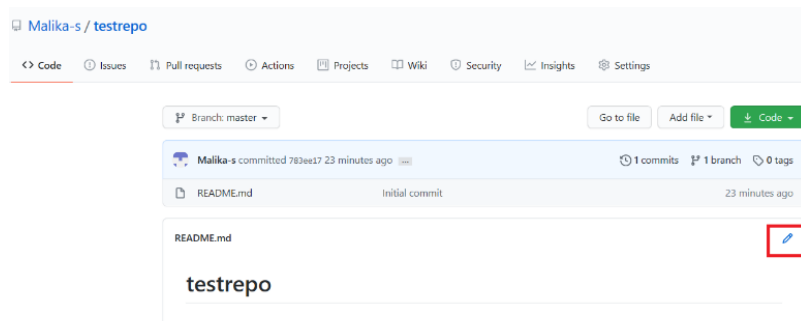 Malika-s / testrepo
Code Issues Pull requests Actions Projects Wiki Security Insights Settings
Branch: master Go to file Add file Code
Malika-s committed 783ee17 23 minutes ago ... 1 commits 1 branch 0 tags
README.md Initial commit 23 minutes ago
README.md
testrepo